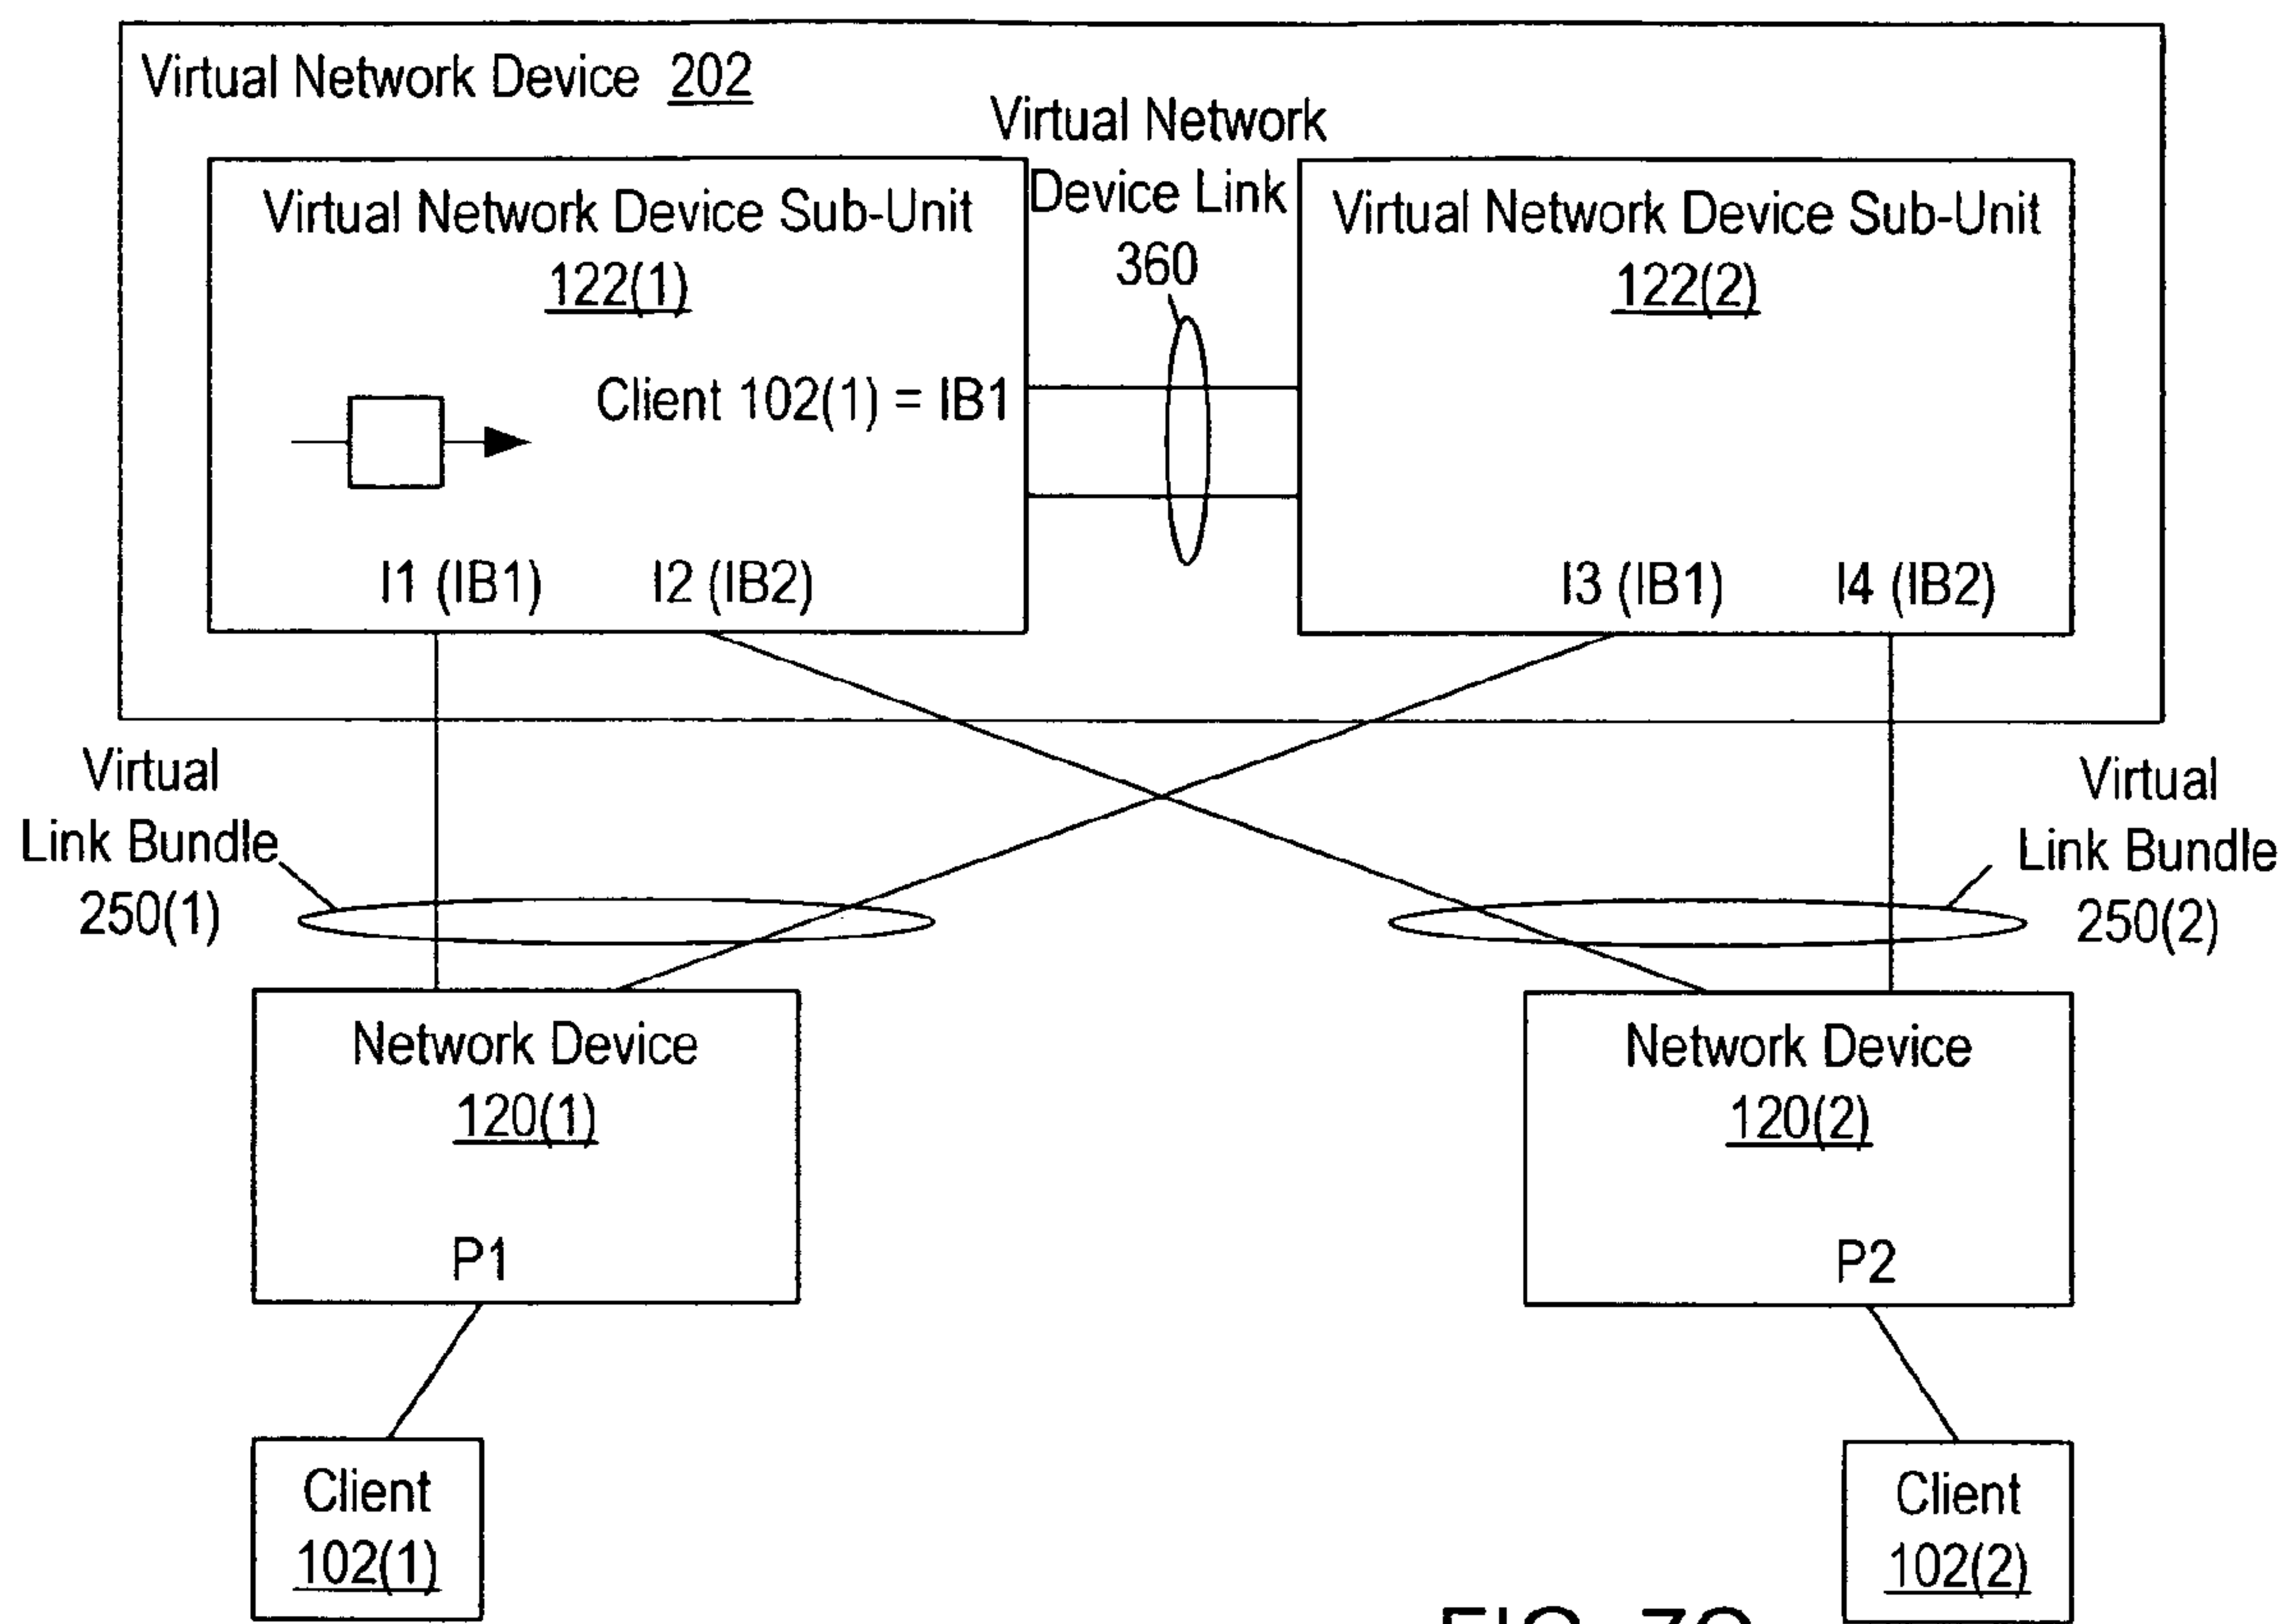 Virtual Network Device 202
Virtual Network
Device Link
360
Virtual Network Device Sub-Unit
122(1)
Client 102(1) = IB1
I1 (IB1) I2 (IB2)
Virtual Network Device Sub-Unit
122(2)
I3 (IB1) I4 (IB2)
Virtual
Link Bundle
250(1)
Virtual
Link Bundle
250(2)
Network Device
120(1)
P1
Network Device
120(2)
P2
Client
102(1)
Client
102(2)